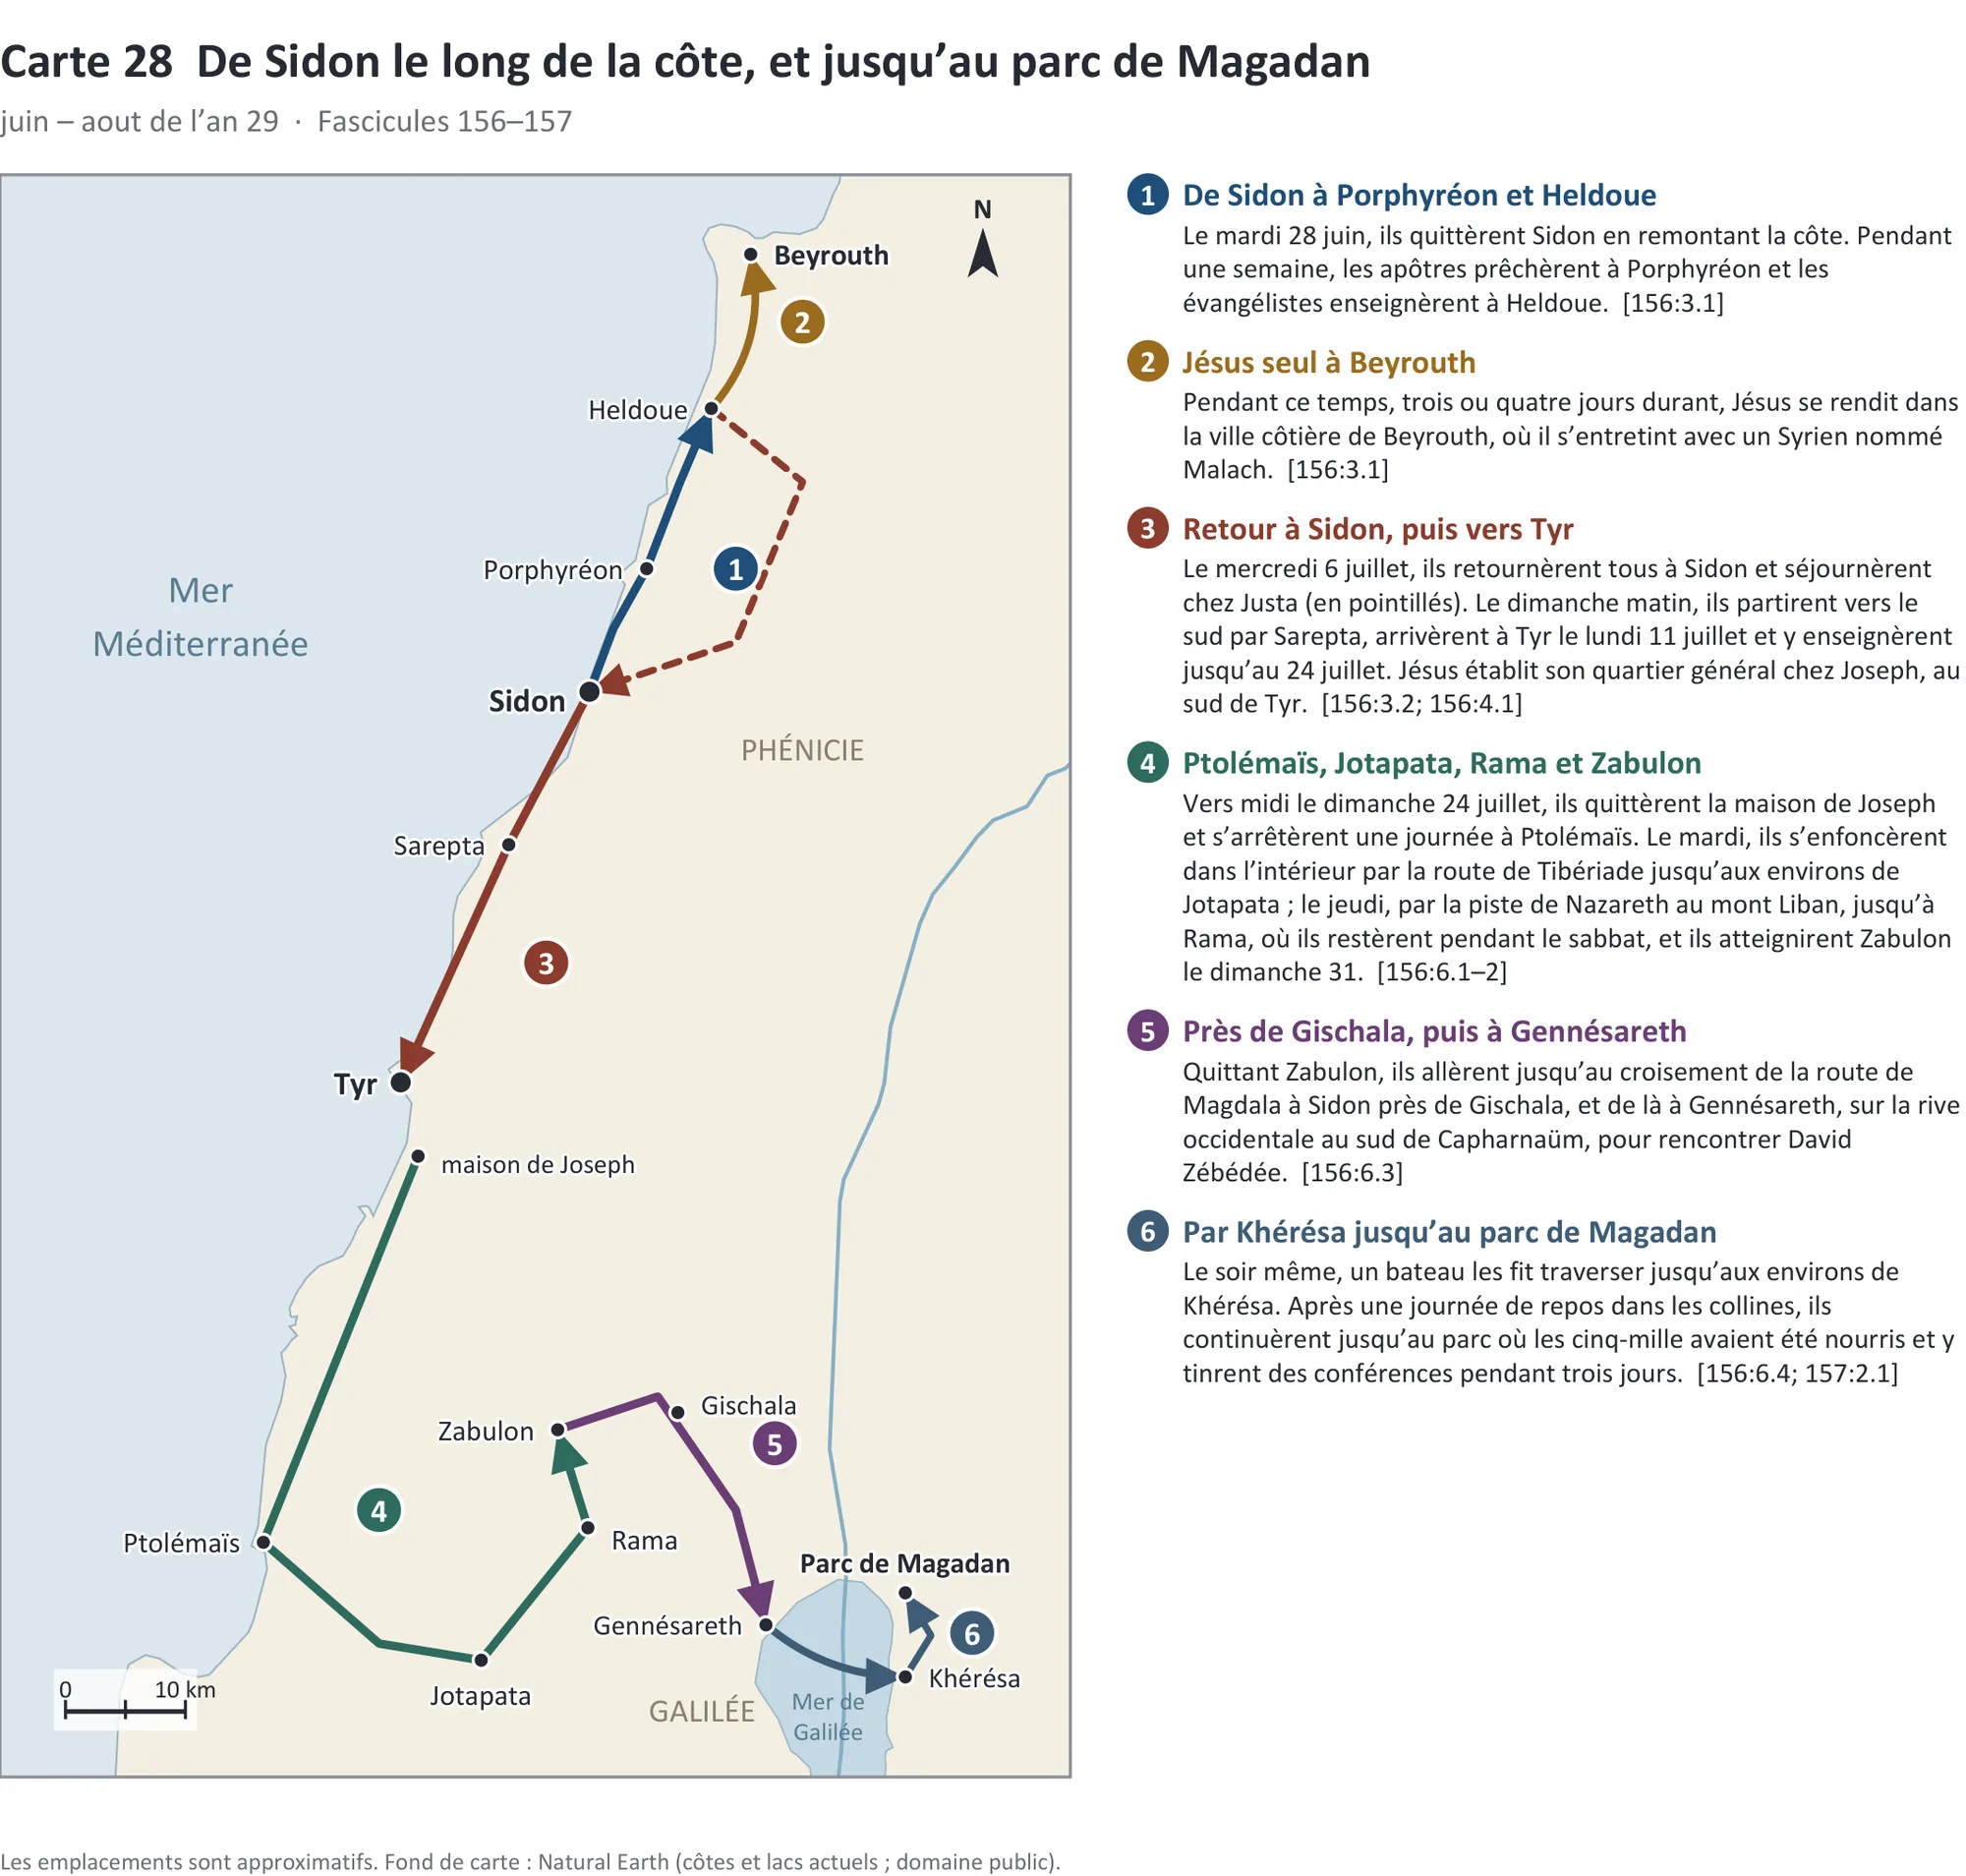 Carte 28  De Sidon le long de la côte, et jusqu’au parc de Magadan
juin – aout de l’an 29  ·  Fascicules 156–157
N
Beyrouth
2
Heldoue
Porphyréon
1
Mer
Méditerranée
Sidon
PHÉNICIE
Sarepta
3
Tyr
maison de Joseph
Gischala
Zabulon
5
4
Ptolémaïs
Rama
Parc de Magadan
Gennésareth
6
Khérésa
Jotapata
GALILÉE
Mer de
Galilée
0 10 km
1 De Sidon à Porphyréon et Heldoue
Le mardi 28 juin, ils quittèrent Sidon en remontant la côte. Pendant
une semaine, les apôtres prêchèrent à Porphyréon et les
évangélistes enseignèrent à Heldoue.  [156:3.1]
2 Jésus seul à Beyrouth
Pendant ce temps, trois ou quatre jours durant, Jésus se rendit dans
la ville côtière de Beyrouth, où il s’entretint avec un Syrien nommé
Malach.  [156:3.1]
3 Retour à Sidon, puis vers Tyr
Le mercredi 6 juillet, ils retournèrent tous à Sidon et séjournèrent
chez Justa (en pointillés). Le dimanche matin, ils partirent vers le
sud par Sarepta, arrivèrent à Tyr le lundi 11 juillet et y enseignèrent
jusqu’au 24 juillet. Jésus établit son quartier général chez Joseph, au
sud de Tyr.  [156:3.2; 156:4.1]
4 Ptolémaïs, Jotapata, Rama et Zabulon
Vers midi le dimanche 24 juillet, ils quittèrent la maison de Joseph
et s’arrêtèrent une journée à Ptolémaïs. Le mardi, ils s’enfoncèrent
dans l’intérieur par la route de Tibériade jusqu’aux environs de
Jotapata ; le jeudi, par la piste de Nazareth au mont Liban, jusqu’à
Rama, où ils restèrent pendant le sabbat, et ils atteignirent Zabulon
le dimanche 31.  [156:6.1–2]
5 Près de Gischala, puis à Gennésareth
Quittant Zabulon, ils allèrent jusqu’au croisement de la route de
Magdala à Sidon près de Gischala, et de là à Gennésareth, sur la rive
occidentale au sud de Capharnaüm, pour rencontrer David
Zébédée.  [156:6.3]
6 Par Khérésa jusqu’au parc de Magadan
Le soir même, un bateau les fit traverser jusqu’aux environs de
Khérésa. Après une journée de repos dans les collines, ils
continuèrent jusqu’au parc où les cinq-mille avaient été nourris et y
tinrent des conférences pendant trois jours.  [156:6.4; 157:2.1]
Les emplacements sont approximatifs. Fond de carte : Natural Earth (côtes et lacs actuels ; domaine public).